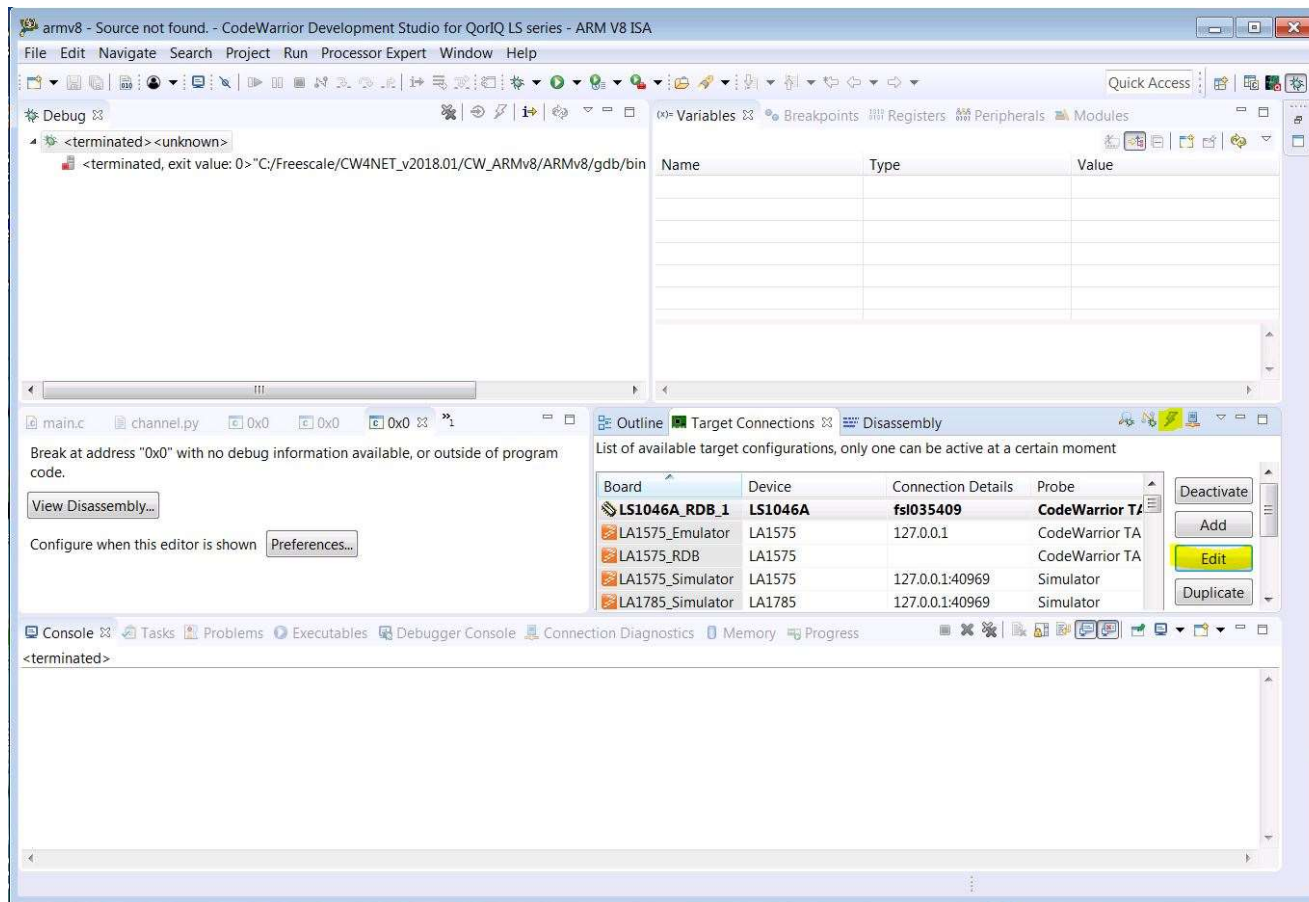 armv8 - Source not found. - CodeWarrior Development Studio for QorIQ LS series - ARM V8 ISA
File Edit Navigate Search Project Run Processor Expert Window Help
Quick Access
Debug
<terminated><unknown>
<terminated, exit value: 0>"C:/Freescale/CW4NET_v2018.01/CW_ARMv8/ARMv8/gdb/bin
(x)= Variables Breakpoints Registers Peripherals Modules
Name Type Value
main.c channel.py 0x0 0x0 0x0 »1
Break at address "0x0" with no debug information available, or outside of program
code.
View Disassembly...
Configure when this editor is shown Preferences...
Outline Target Connections Disassembly
List of available target configurations, only one can be active at a certain moment
Board Device Connection Details Probe
LS1046A_RDB_1 LS1046A fsl035409 CodeWarrior TA
LA1575_Emulator LA1575 127.0.0.1 CodeWarrior TA
LA1575_RDB LA1575 CodeWarrior TA
LA1575_Simulator LA1575 127.0.0.1:40969 Simulator
LA1785_Simulator LA1785 127.0.0.1:40969 Simulator
Deactivate
Add
Edit
Duplicate
Console Tasks Problems Executables Debugger Console Connection Diagnostics Memory Progress
<terminated>